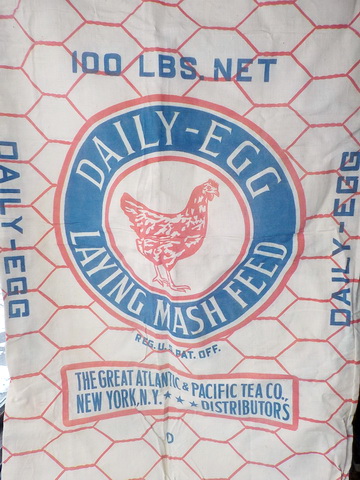 100 LBS. NET
DAILY-EGG
LAYING MASH FEED
DAILY-EGG
DAILY-EGG
REG. U.S. PAT. OFF.
THE GREAT ATLANTIC & PACIFIC TEA CO.,
NEW YORK, N.Y. ★ ★ ★ DISTRIBUTORS
D